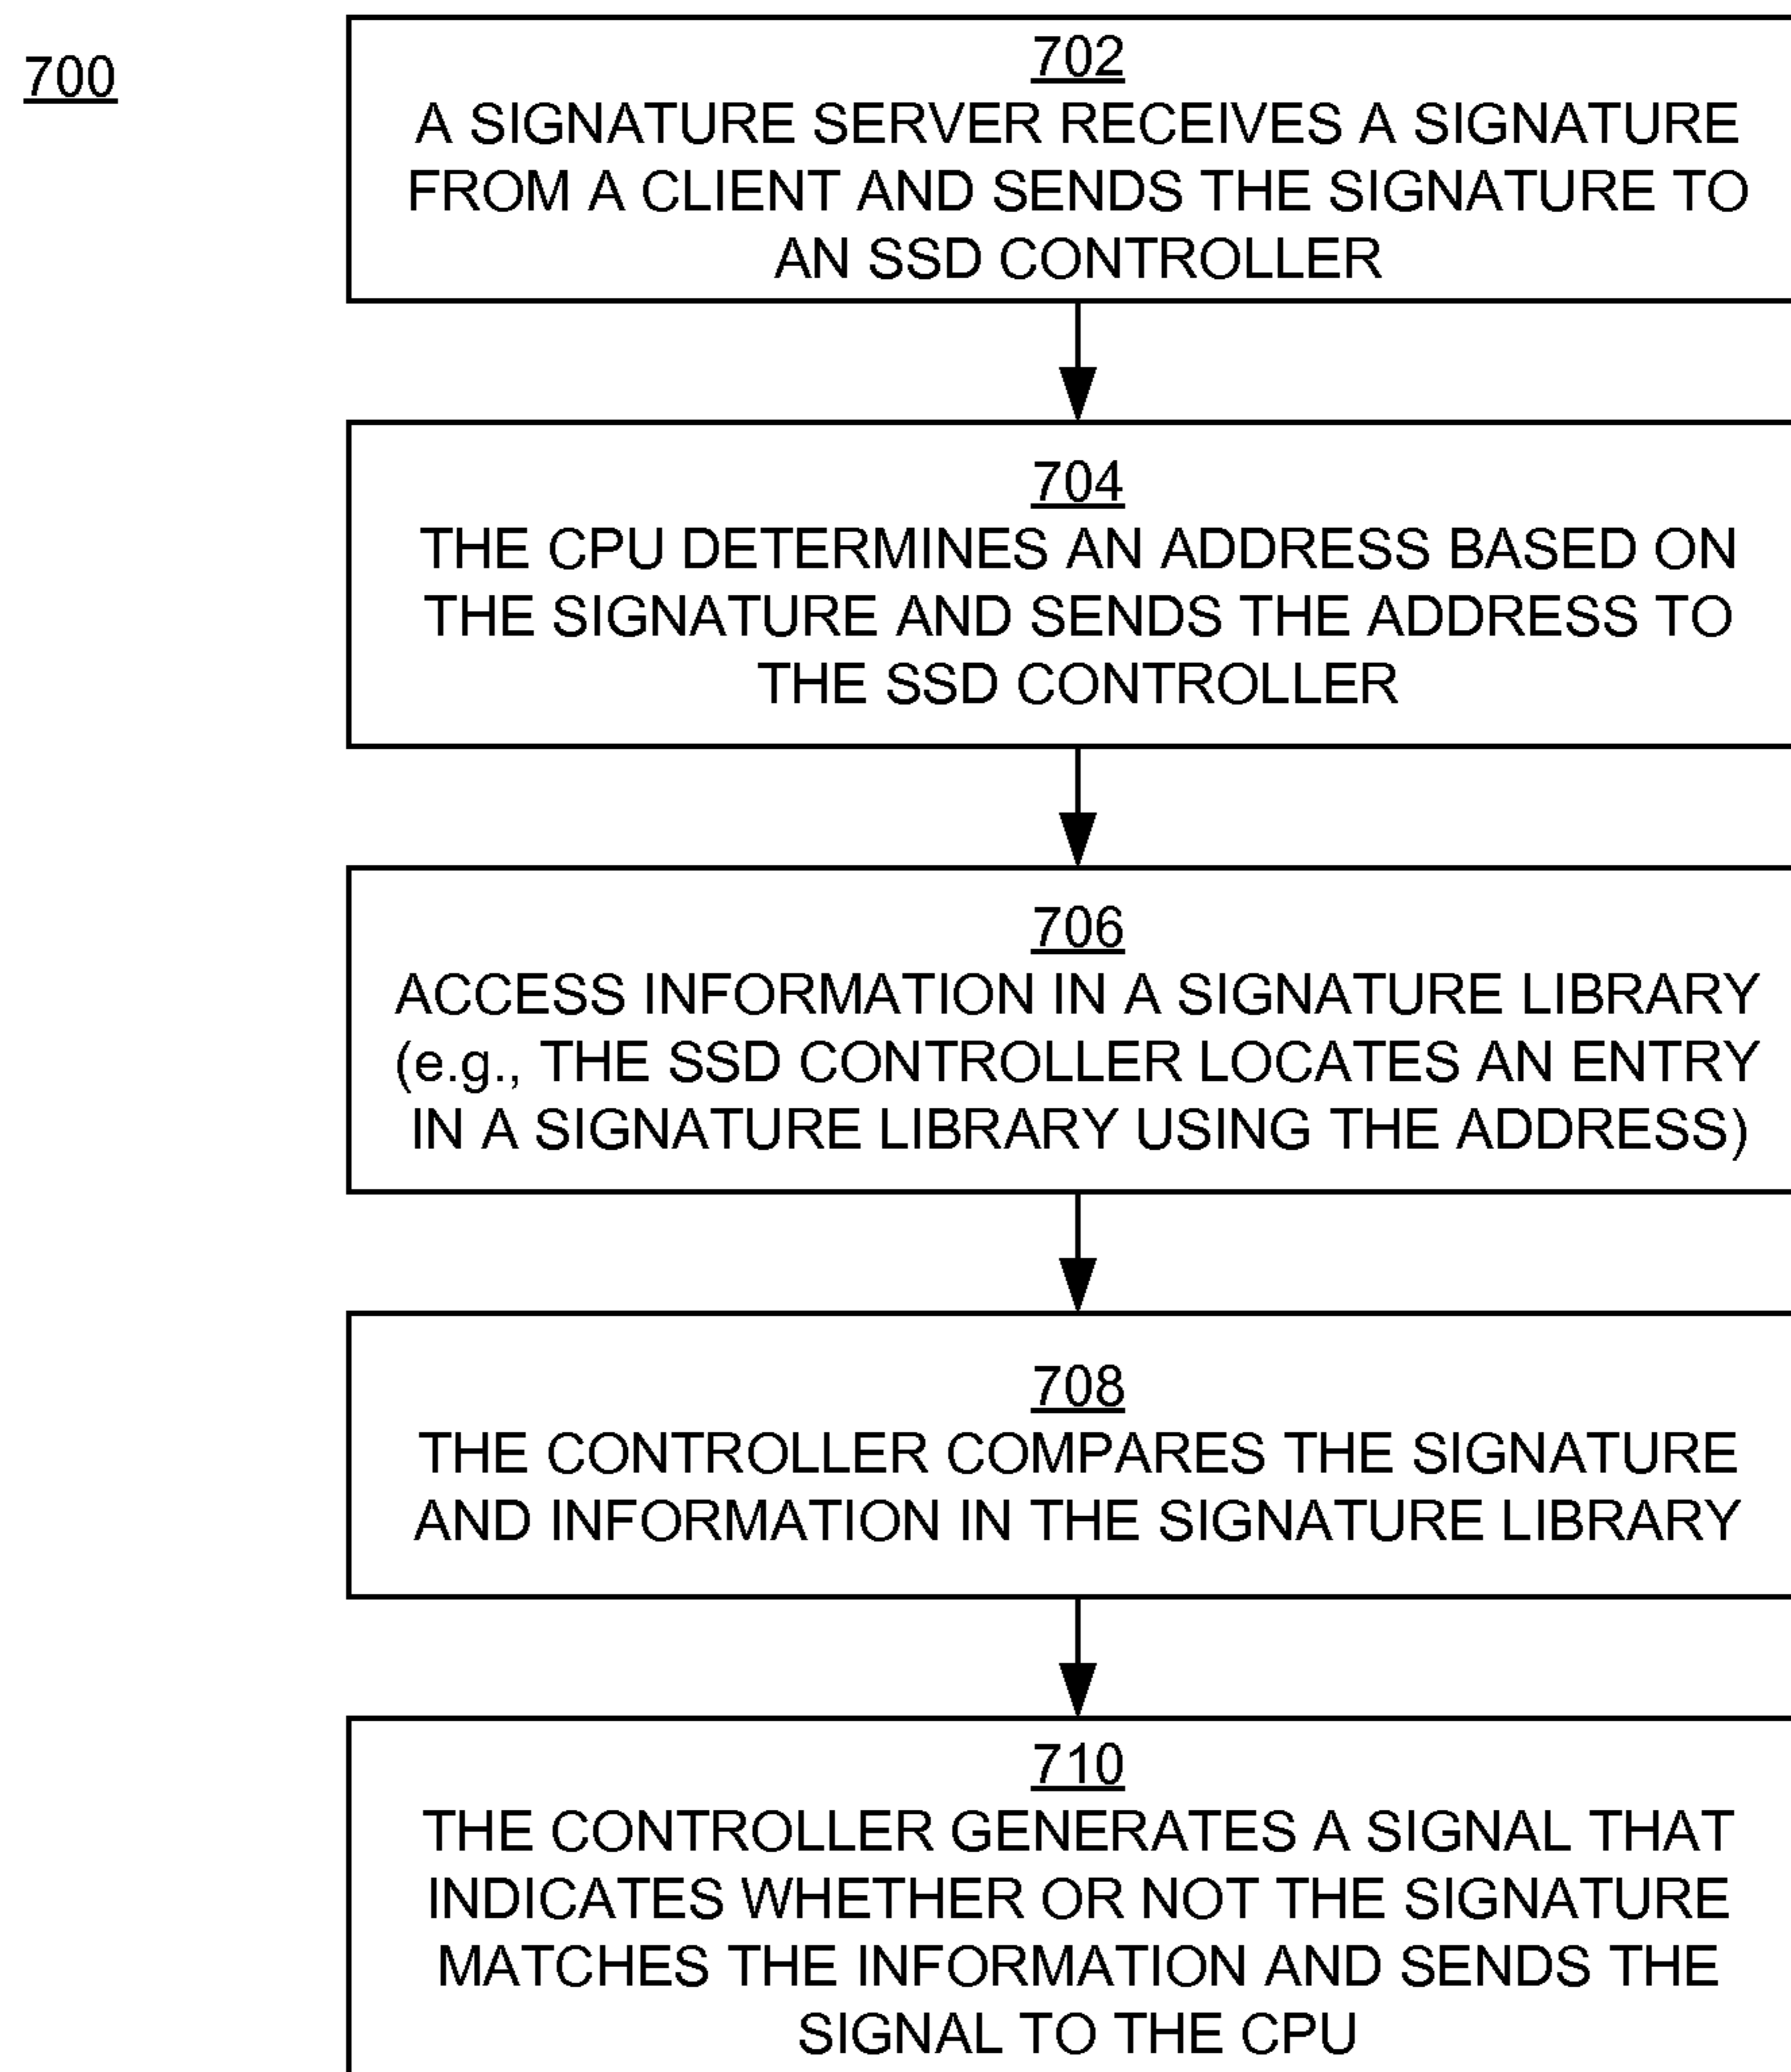 700
702
A SIGNATURE SERVER RECEIVES A SIGNATURE
FROM A CLIENT AND SENDS THE SIGNATURE TO
AN SSD CONTROLLER
704
THE CPU DETERMINES AN ADDRESS BASED ON
THE SIGNATURE AND SENDS THE ADDRESS TO
THE SSD CONTROLLER
706
ACCESS INFORMATION IN A SIGNATURE LIBRARY
(e.g., THE SSD CONTROLLER LOCATES AN ENTRY
IN A SIGNATURE LIBRARY USING THE ADDRESS)
708
THE CONTROLLER COMPARES THE SIGNATURE
AND INFORMATION IN THE SIGNATURE LIBRARY
710
THE CONTROLLER GENERATES A SIGNAL THAT
INDICATES WHETHER OR NOT THE SIGNATURE
MATCHES THE INFORMATION AND SENDS THE
SIGNAL TO THE CPU